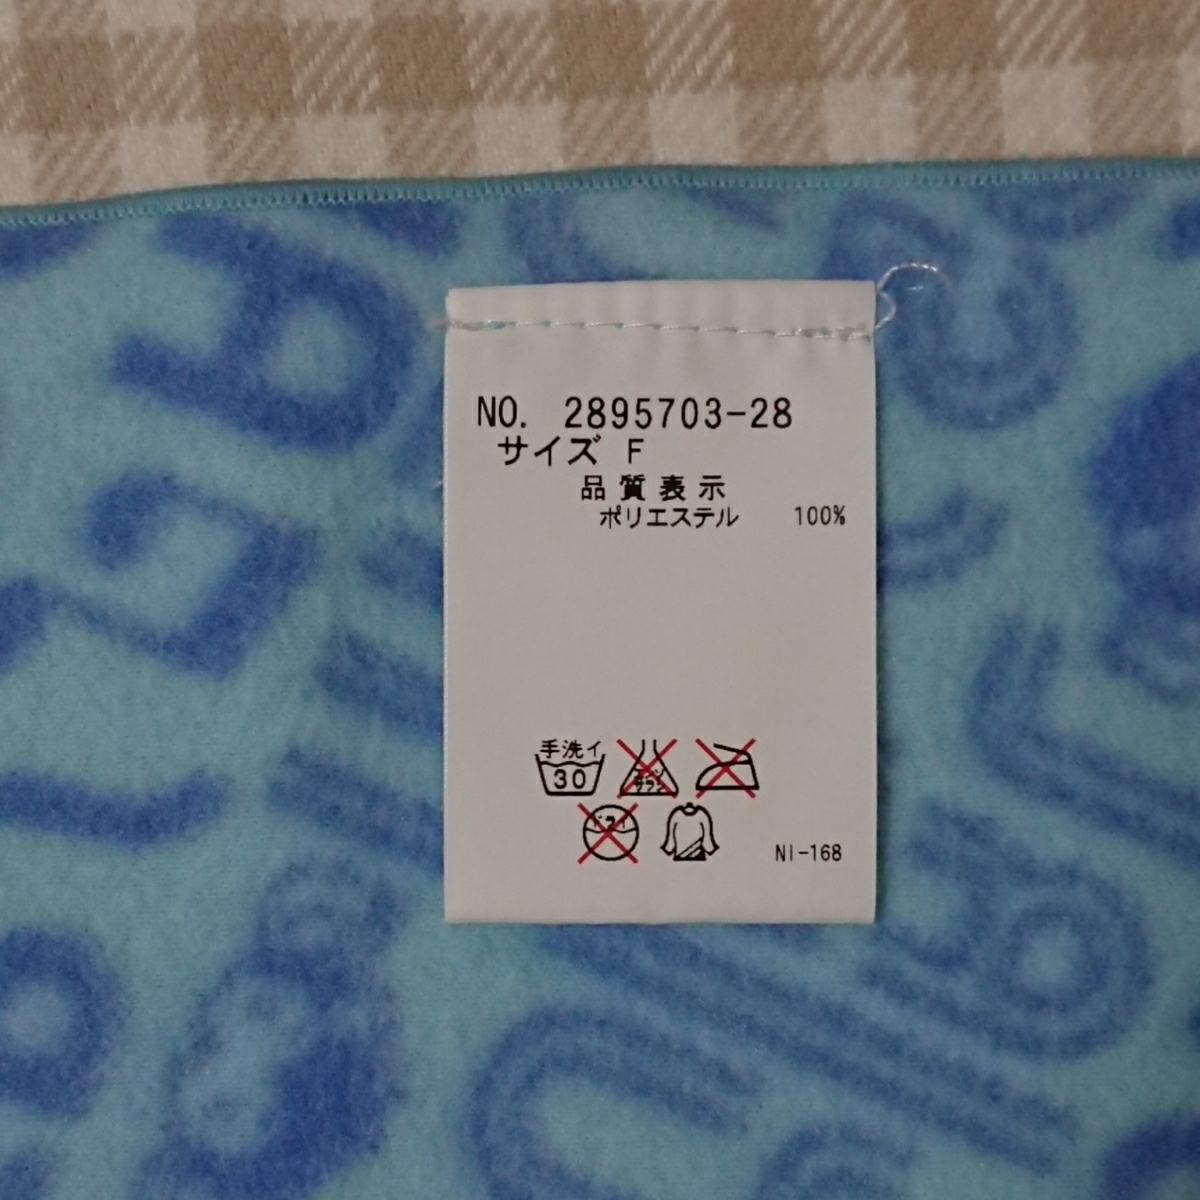 NO. 2895703-28
サイズ F
品質表示
ポリエステル 100%
手洗イ
30
NI-168